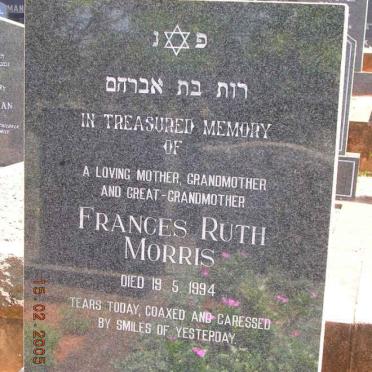 פ נ
רות בת אברהם
IN TREASURED MEMORY
OF
A LOVING MOTHER, GRANDMOTHER
AND GREAT-GRANDMOTHER
FRANCES RUTH
MORRIS
DIED 19 5 1994
TEARS TODAY, COAXED AND CARESSED
BY SMILES OF YESTERDAY.
15.02.2005